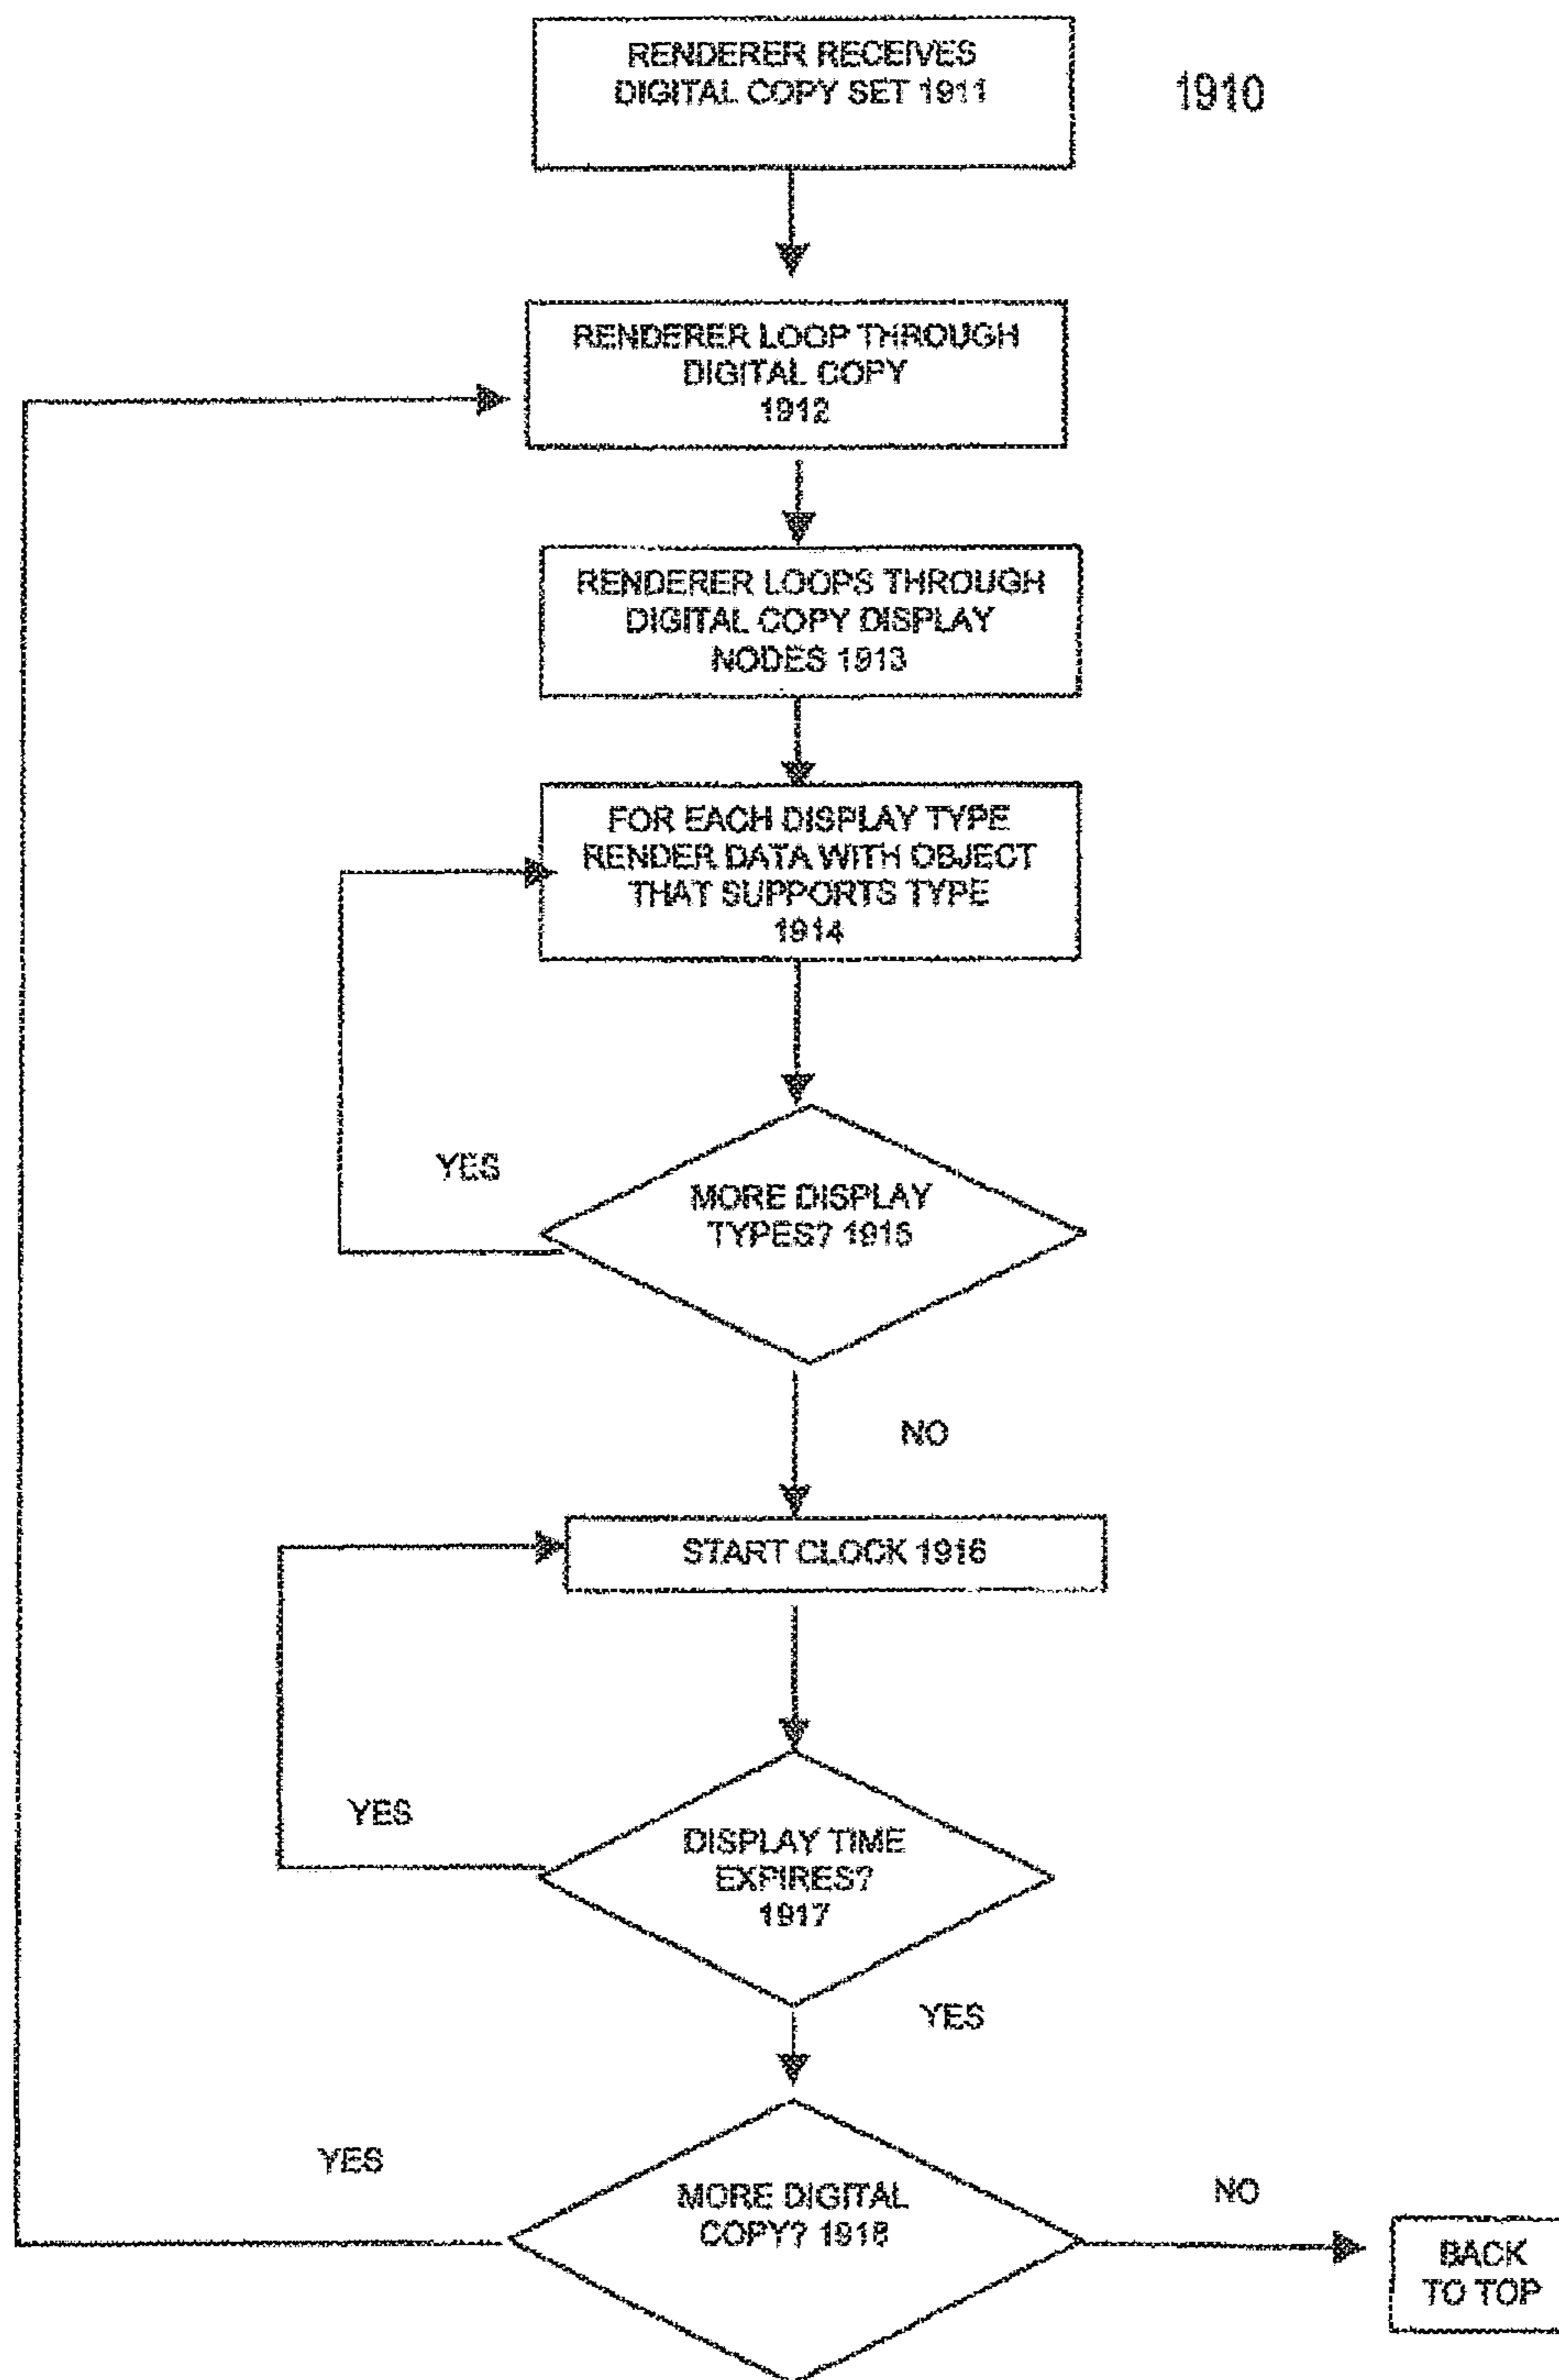 RENDERER RECEIVES
DIGITAL COPY SET 1911
1910
RENDERER LOOP THROUGH
DIGITAL COPY
1912
RENDERER LOOPS THROUGH
DIGITAL COPY DISPLAY
NODES 1913
FOR EACH DISPLAY TYPE
RENDER DATA WITH OBJECT
THAT SUPPORTS TYPE
1914
YES
MORE DISPLAY
TYPES? 1915
NO
START CLOCK 1916
YES
DISPLAY TIME
EXPIRES?
1917
YES
YES
MORE DIGITAL
COPY? 1918
NO
BACK
TO TOP